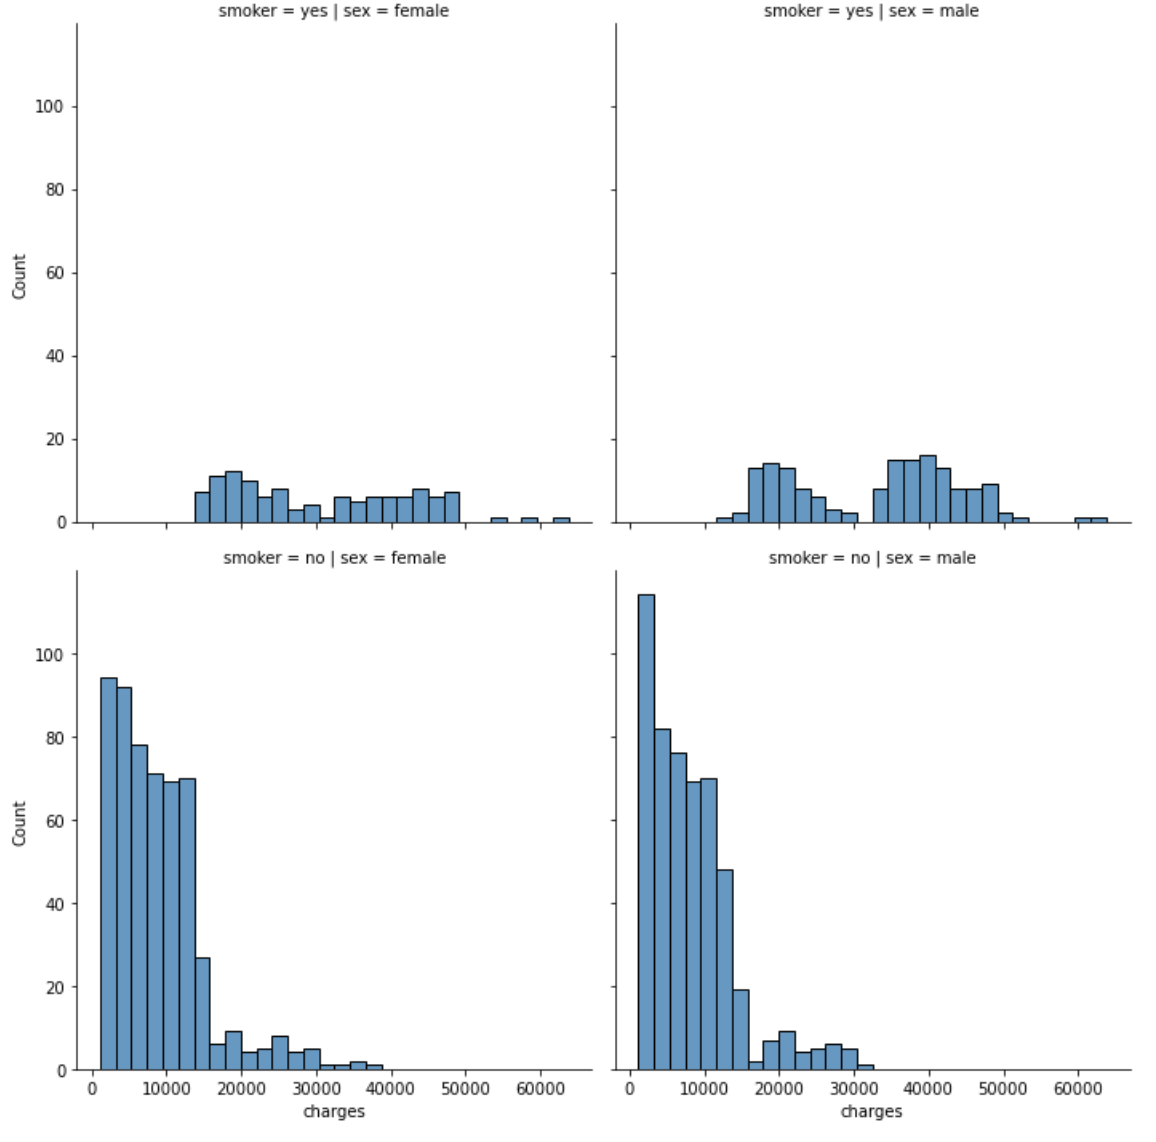 smoker = yes | sex = female
smoker = yes | sex = male
100
80
60
40
20
0
Count
smoker = no | sex = female
smoker = no | sex = male
100
80
60
40
20
0
Count
0 10000 20000 30000 40000 50000 60000
0 10000 20000 30000 40000 50000 60000
charges
charges